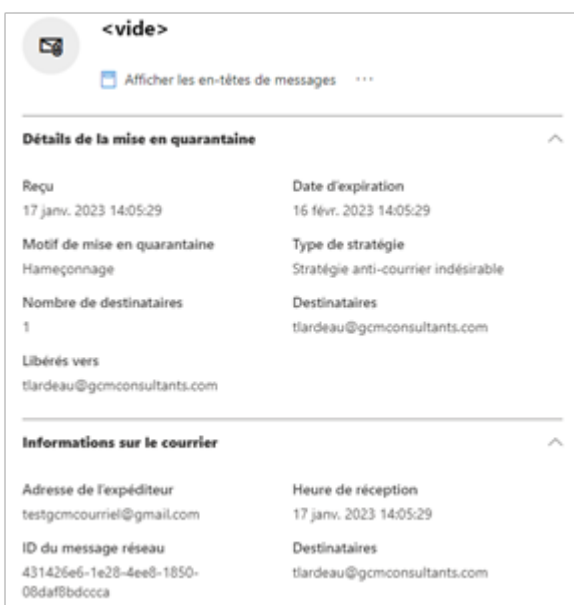 <vide>
Afficher les en-têtes de messages ...
Détails de la mise en quarantaine
Reçu
17 janv. 2023 14:05:29
Date d'expiration
16 févr. 2023 14:05:29
Motif de mise en quarantaine
Hameçonnage
Type de stratégie
Stratégie anti-courrier indésirable
Nombre de destinataires
1
Destinataires
tlardeau@gcmconsultants.com
Libérés vers
tlardeau@gcmconsultants.com
Informations sur le courrier
Adresse de l'expéditeur
testgcmcourriel@gmail.com
Heure de réception
17 janv. 2023 14:05:29
ID du message réseau
431426e6-1e28-4ee8-1850-
08daf8bdccca
Destinataires
tlardeau@gcmconsultants.com